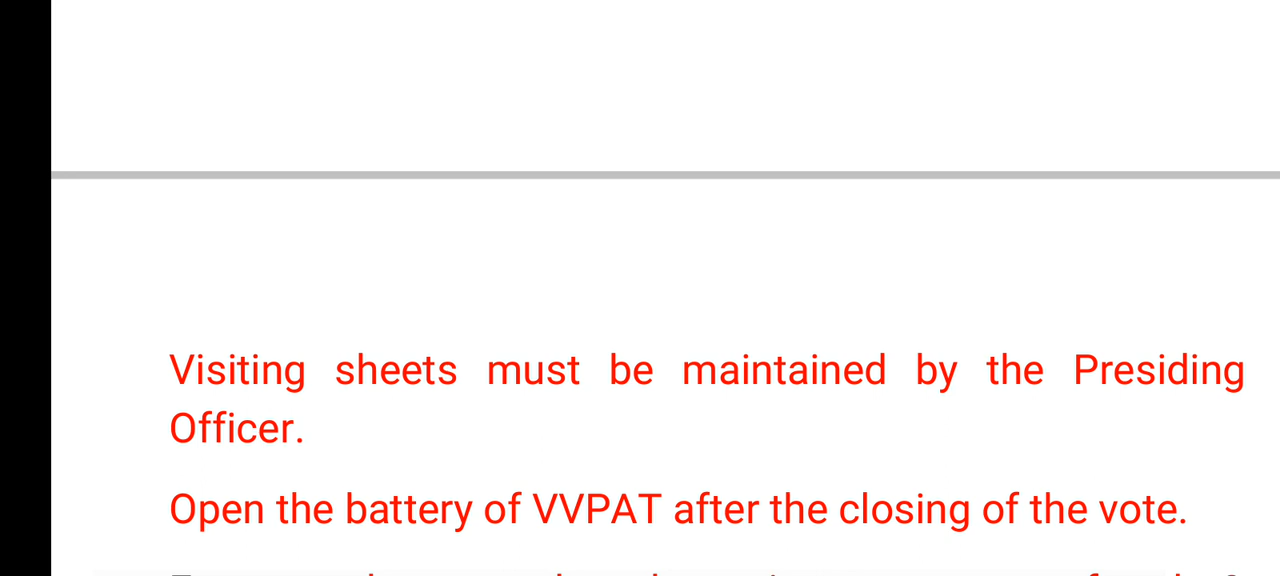 Visiting sheets must be maintained by the Presiding
Officer.
Open the battery of VVPAT after the closing of the vote.